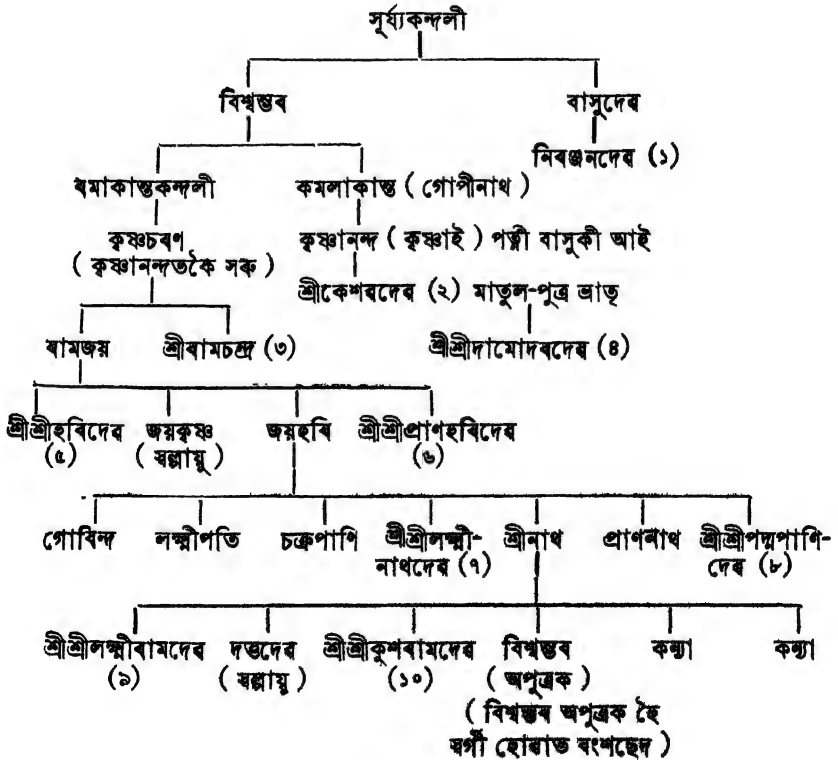 সূৰ্য্যকন্দলী
বিশ্বম্ভৰ বাসুদেৱ
নিৰঞ্জনদেৱ (১)
ৰমাকান্তকন্দলী কমলাকান্ত ( গোপীনাথ )
কৃষ্ণচৰণ কৃষ্ণানন্দ ( কৃষ্ণাই ) পত্নী বাসুকী আই
( কৃষ্ণানন্দতকৈ সৰু )
শ্ৰীকেশৱদেৱ (২) মাতুল-পুত্ৰ ভ্ৰাতৃ
ৰামজয় শ্ৰীৰামচন্দ্ৰ (৩) শ্ৰীশ্ৰীদামোদৰদেৱ (৪)
শ্ৰীশ্ৰীহৰিদেৱ জয়কৃষ্ণ জয়হৰি শ্ৰীশ্ৰীপ্ৰাণহৰিদেৱ
(৫) ( স্বল্পায়ু ) (৬)
গোবিন্দ লক্ষ্মীপতি চক্ৰপাণি শ্ৰীশ্ৰীলক্ষ্মী- শ্ৰীনাথ প্ৰাণনাথ শ্ৰীশ্ৰীপদ্মপাণি-
নাথদেৱ (৭) দেৱ (৮)
শ্ৰীশ্ৰীলক্ষ্মীৰামদেৱ দত্তদেৱ শ্ৰীশ্ৰীকুশৰামদেৱ বিশ্বম্ভৰ কন্যা কন্যা
(৯) ( স্বল্পায়ু ) (১০) ( অপুত্ৰক )
( বিশ্বম্ভৰ অপুত্ৰক হৈ
স্বৰ্গী হোৱাত বংশছেদ )